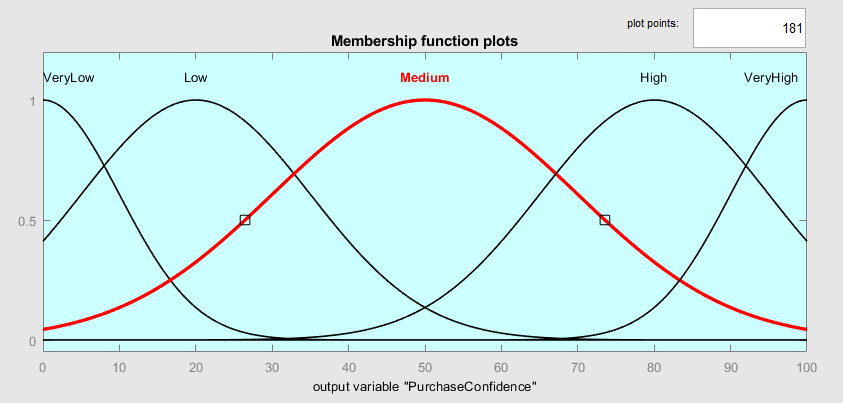 plot points: 181
Membership function plots
VeryLow Low Medium High VeryHigh
1
0.5
0
0 10 20 30 40 50 60 70 80 90 100
output variable "PurchaseConfidence"